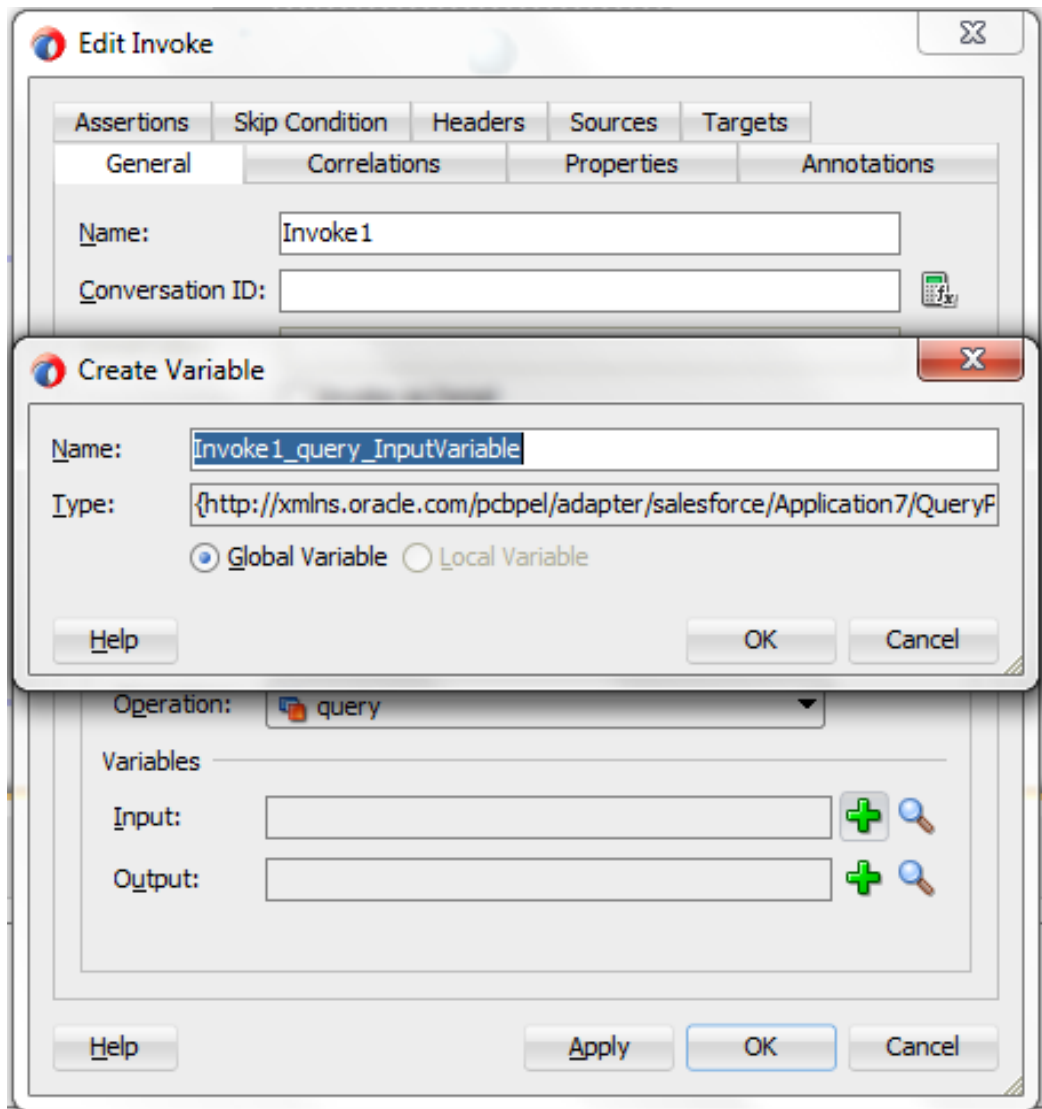 Edit Invoke
Assertions Skip Condition Headers Sources Targets
General Correlations Properties Annotations
Name: Invoke1
Conversation ID:
Create Variable
Name: Invoke1_query_InputVariable
Type: {http://xmlns.oracle.com/pcbpel/adapter/salesforce/Application7/QueryP
Global Variable Local Variable
Help OK Cancel
Operation: query
Variables
Input:
Output:
Help Apply OK Cancel